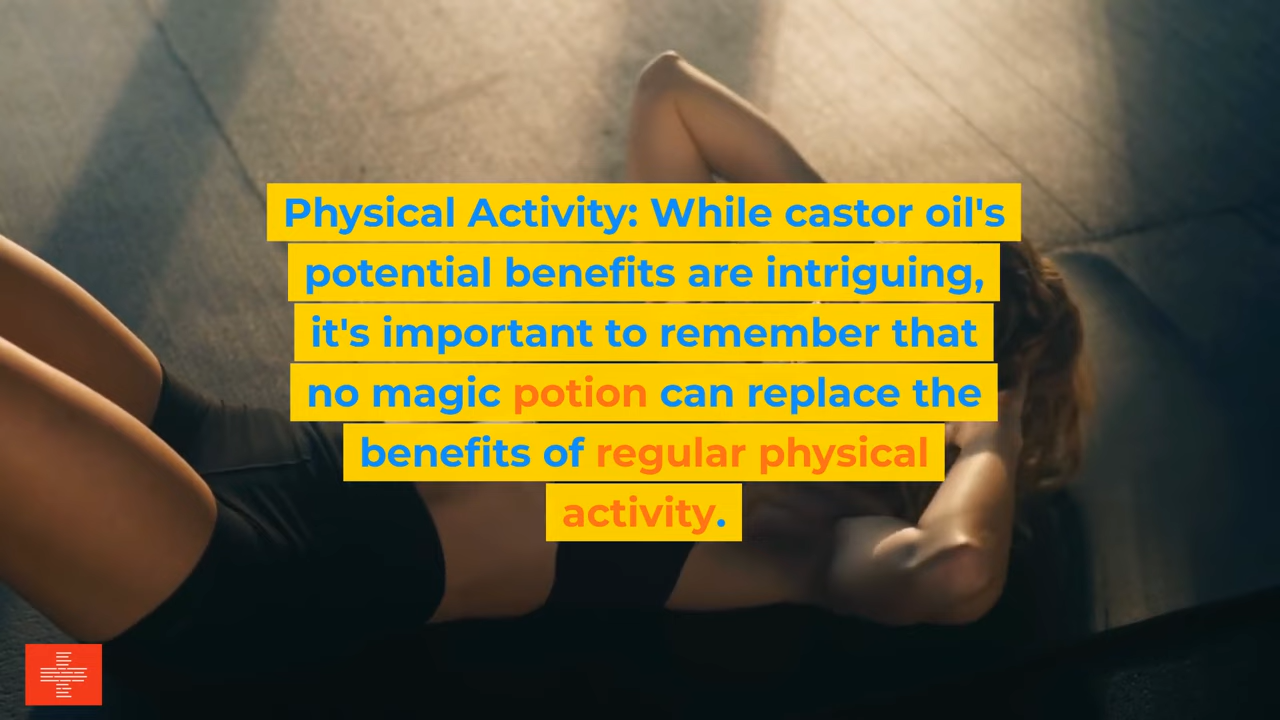 Physical Activity: While castor oil's
potential benefits are intriguing,
it's important to remember that
no magic potion can replace the
benefits of regular physical
activity.